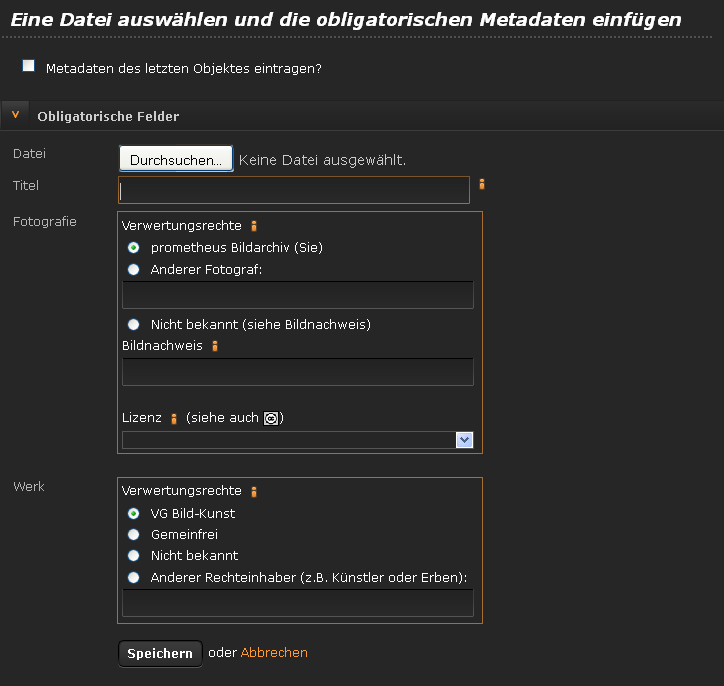 Eine Datei auswählen und die obligatorischen Metadaten einfügen
Metadaten des letzten Objektes eintragen?
v Obligatorische Felder
Datei Durchsuchen... Keine Datei ausgewählt.
Titel
Fotografie
Verwertungsrechte
prometheus Bildarchiv (Sie)
Anderer Fotograf:
Nicht bekannt (siehe Bildnachweis)
Bildnachweis
Lizenz (siehe auch )
Werk
Verwertungsrechte
VG Bild-Kunst
Gemeinfrei
Nicht bekannt
Anderer Rechteinhaber (z.B. Künstler oder Erben):
Speichern oder Abbrechen